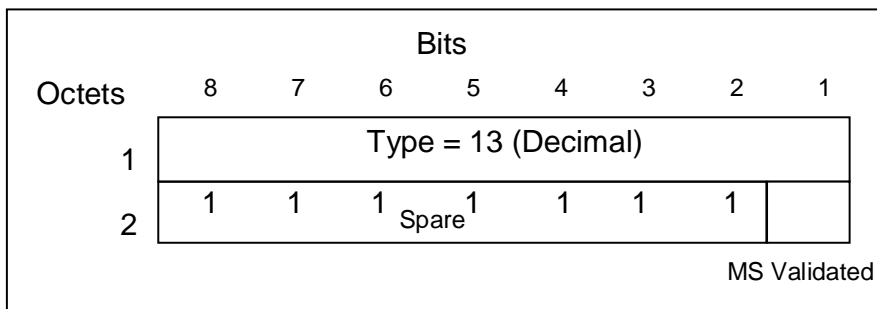 Bits
Octets 8 7 6 5 4 3 2 1
1 Type = 13 (Decimal)
2 1 1 1 Spare 1 1 1 1
MS Validated